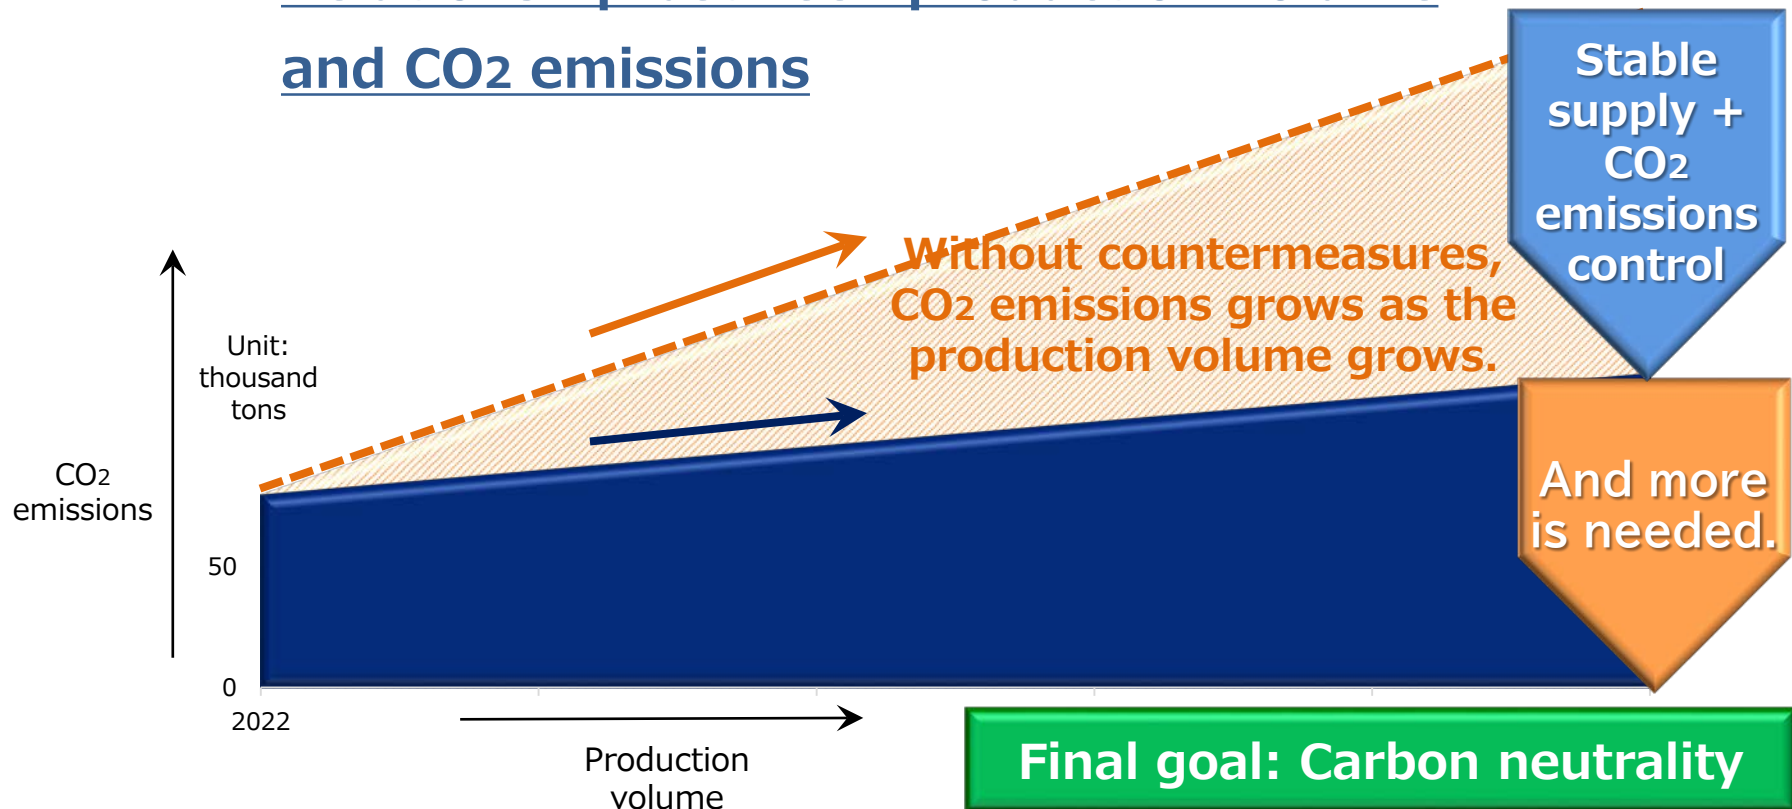 and CO2 emissions
Stable
supply +
CO2
emissions
control
Without countermeasures,
CO2 emissions grows as the
production volume grows.
Unit:
thousand
tons
CO2
emissions
And more
is needed.
50
0
2022
Production
volume
Final goal: Carbon neutrality